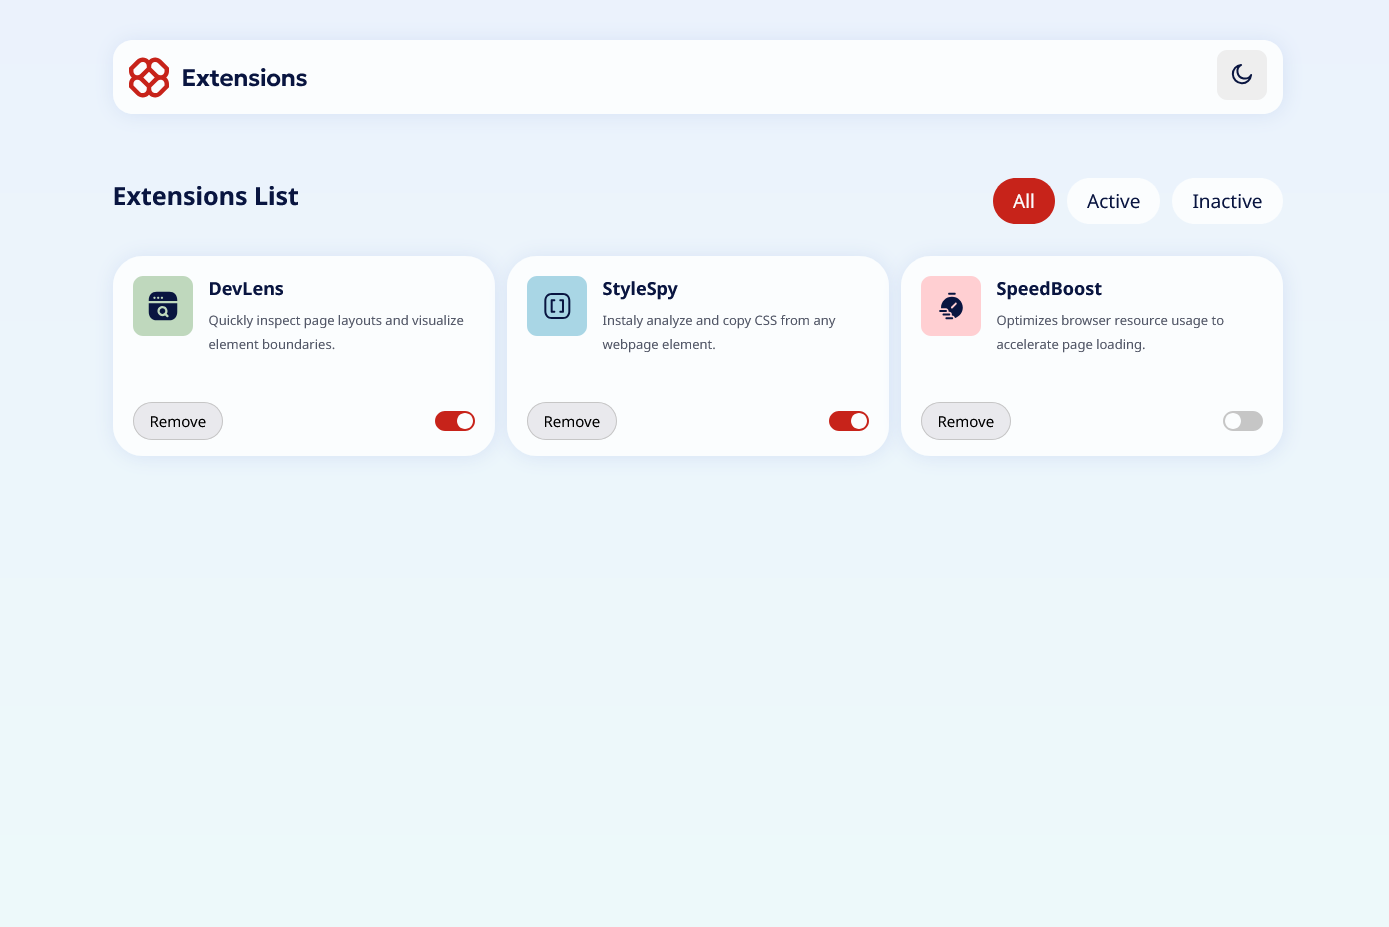 Extensions
Extensions List
All
Active
Inactive
DevLens
Quickly inspect page layouts and visualize
element boundaries.
Remove
StyleSpy
Instaly analyze and copy CSS from any
webpage element.
Remove
SpeedBoost
Optimizes browser resource usage to
accelerate page loading.
Remove